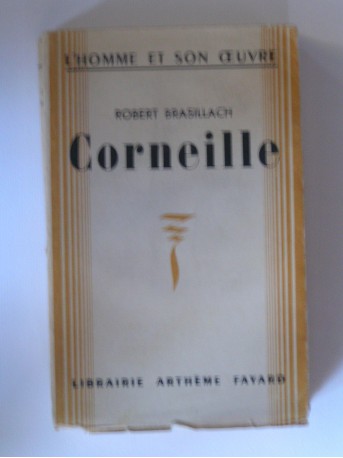 L'HOMME ET SON ŒUVRE
ROBERT BRASILLACH
Corneille
LIBRAIRIE ARTHÈME FAYARD